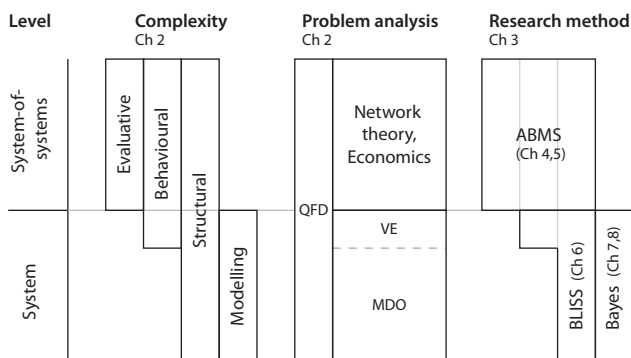 Level
Complexity
Ch 2
Problem analysis
Ch 2
Research method
Ch 3
System-of-
systems
Evaluative
Behavioural
Structural
Network
theory,
Economics
ABMS
(Ch 4,5)
QFD
System
Modelling
VE
MDO
BLISS (Ch 6)
Bayes (Ch 7,8)